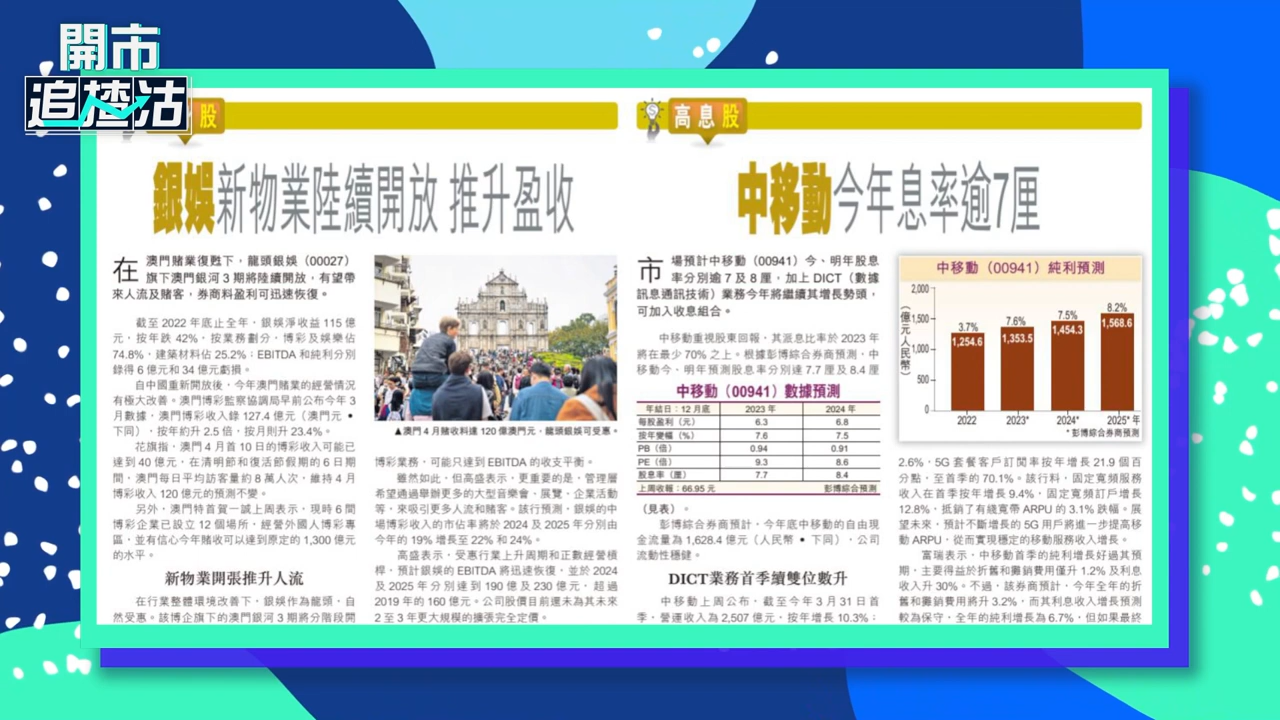 開市
追揸沽
股
銀娛新物業陸續開放 推升盈收
在澳門賭業復甦下，龍頭銀娛（00027）
旗下澳門銀河3期將陸續開放，有望帶
來人流及賭客，券商料盈利可迅速恢復。
截至2022年底止全年，銀娛淨收益115億
元，按年跌42%，按業務劃分，博彩及娛樂佔
74.8%，建築材料佔25.2%；EBITDA和純利分別
錄得6億元和34億元虧損。
自中國重新開放後，今年澳門賭業的經營情況
有極大改善。澳門博彩監察協調局早前公布今年3
月數據，澳門博彩收入錄127.4億元（澳門元•
下同），按年約升2.5倍，按月則升23.4%。
花旗指，澳門4月首10日的博彩收入可能已
達到40億元，在清明節和復活節假期的6日期
間，澳門每日平均訪客量約8萬人次，維持4月
博彩收入120億元的預測不變。
另外，澳門特首賀一誠上周表示，現時6間
博彩企業已設立12個場所，經營外國人博彩專
區，並有信心今年賭收可以達到原定的1,300億元
的水平。
新物業開張推升人流
在行業整體環境改善下，銀娛作為龍頭，自
然受惠。該博企旗下的澳門銀河3期將分階段開
▲澳門4月賭收料達120億澳門元，龍頭銀娛可受惠。
博彩業務，可能只達到EBITDA的收支平衡。
雖然如此，但高盛表示，更重要的是，管理層
希望通過舉辦更多的大型音樂會、展覽、企業活動
等，來吸引更多人流和賭客。該行預測，銀娛的中
場博彩收入的市佔率將於2024及2025年分別由
今年的19%增長至22%和24%。
高盛表示，受惠行業上升周期和正數經營槓
桿，預計銀娛的EBITDA將迅速恢復，並於2024
及2025年分別達到190億及230億元，超過
2019年的160億元。公司股價目前還未為其未來
2至3年更大規模的擴張完全定價。
高息股
中移動今年息率逾7厘
市場預計中移動（00941）今、明年股息
率分別逾7及8厘，加上DICT（數據
訊息通訊技術）業務今年將繼續其增長勢頭，
可加入收息組合。
中移動重視股東回報，其派息比率於2023年
將在最少70%之上。根據彭博綜合券商預測，中
移動今、明年預測股息率分別達7.7厘及8.4厘
中移動（00941）數據預測
年結日：12月底 2023年 2024年
每股盈利（元） 6.3 6.8
按年變幅（%） 7.6 7.5
PB（倍） 0.94 0.91
PE（倍） 9.3 8.6
股息率（厘） 7.7 8.4
上周收報：66.95元 彭博綜合預測
（見表）。
彭博綜合券商預計，今年底中移動的自由現
金流量為1,628.4億元（人民幣•下同），公司
流動性穩健。
DICT業務首季續雙位數升
中移動上周公布，截至今年3月31日首
季，營運收入為2,507億元，按年增長10.3%；
中移動（00941）純利預測
（億元人民幣）
2,000
1,500
1,000
500
0
3.7% 7.6% 7.5% 8.2%
1,254.6 1,353.5 1,454.3 1,568.6
2022 2023* 2024* 2025* 年
*彭博綜合券商預測
2.6%，5G套餐客戶訂閱率按年增長21.9個百
分點，至首季的70.1%。該行料，固定寬頻服務
收入在首季按年增長9.4%，固定寬頻訂戶增長
12.8%，抵銷了有綫寬帶ARPU的3.1%跌幅。展
望未來，預計不斷增長的5G用戶將進一步提高移
動ARPU，從而實現穩定的移動服務收入增長。
富瑞表示，中移動首季的純利增長好過其預
期，主要得益於折舊和攤銷費用僅升1.2%及利息
收入升30%。不過，該券商預計，今年全年的折
舊和攤銷費用將升3.2%，而其利息收入增長預測
較為保守，全年的純利增長為6.7%，但如果最終